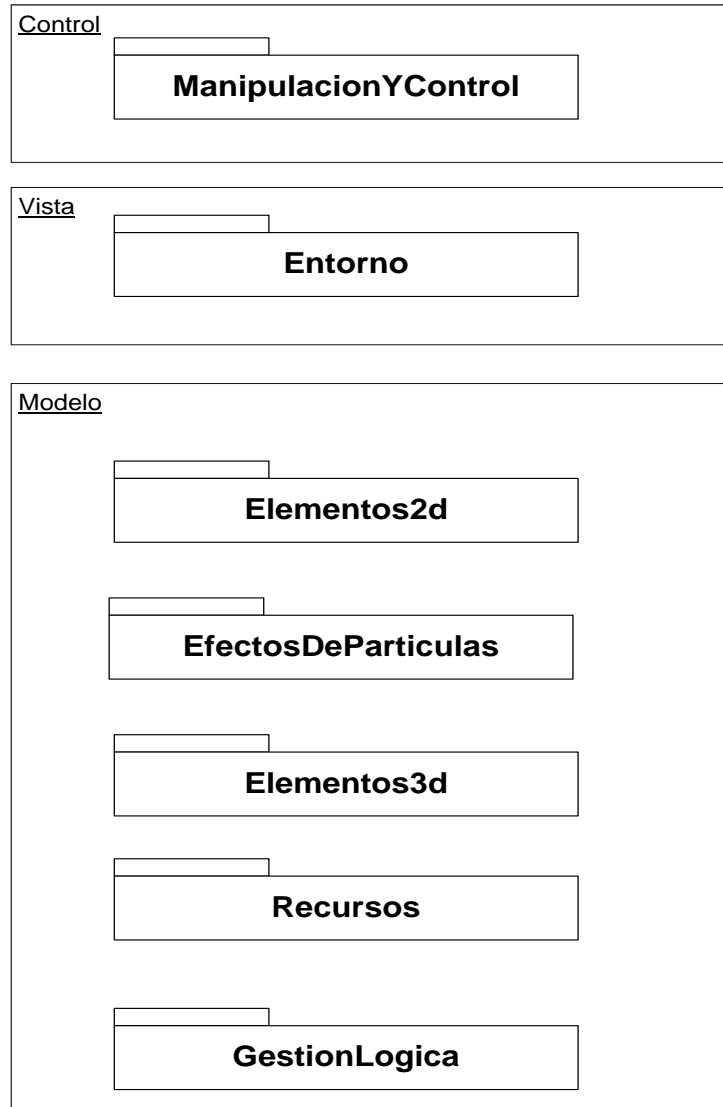 Control
ManipulacionYControl
Vista
Entorno
Modelo
Elementos2d
EfectosDeParticulas
Elementos3d
Recursos
GestionLogica